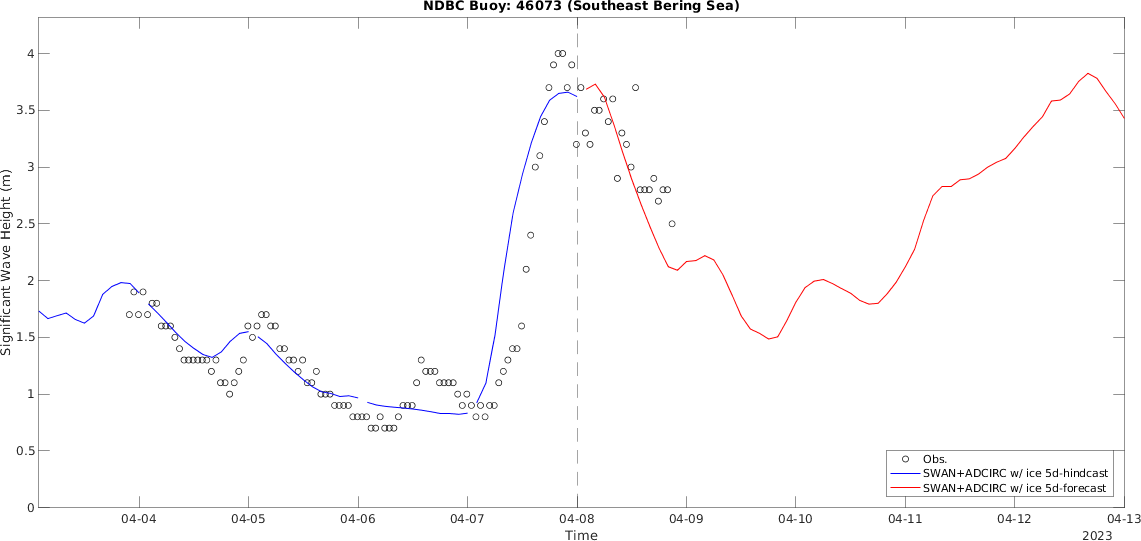 NDBC Buoy: 46073 (Southeast Bering Sea)
4
3.5
3
2.5
2
1.5
1
0.5
0
Significant Wave Height (m)
Obs.
SWAN+ADCIRC w/ ice 5d-hindcast
SWAN+ADCIRC w/ ice 5d-forecast
04-04 04-05 04-06 04-07 04-08 04-09 04-10 04-11 04-12 04-13
Time
2023